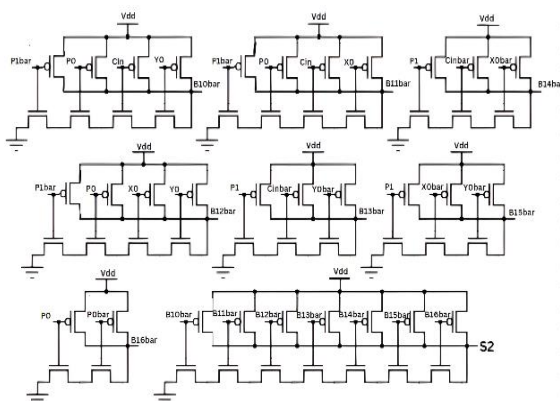 Vdd Vdd Vdd
P1bar P0 Cin Y0 B10bar P1bar P0 Cin X0 B11bar P1 Cinbar X0bar B14bar
Vdd Vdd Vdd
P1bar P0 X0 Y0 B12bar P1 Cinbar Y0bar B13bar P1 X0bar Y0bar B15bar
Vdd Vdd
P0 P0bar B16bar B10bar B11bar B12bar B13bar B14bar B15bar B16bar S2